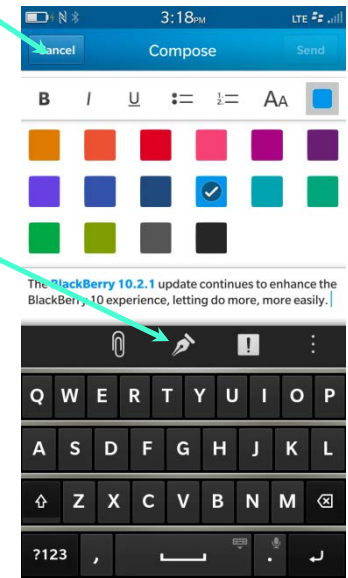 3:18PM LTE
Cancel Compose Send
B I U AA
The BlackBerry 10.2.1 update continues to enhance the
BlackBerry 10 experience, letting do more, more easily.
Q W E R T Y U I O P
A S D F G H J K L
Z X C V B N M
?123 , .